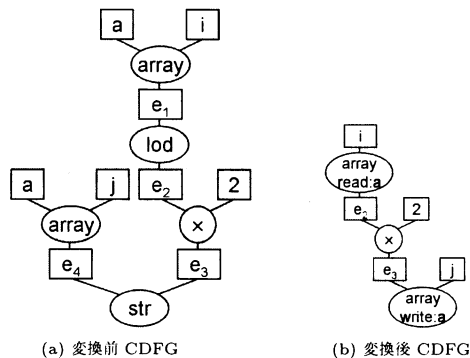 a i
array
e₁
lod
a j e₂ 2
array ×
e₄ e₃
str
(a) 変換前 CDFG
i
array
read:a
e₂ 2
×
e₃ j
array
write:a
(b) 変換後 CDFG